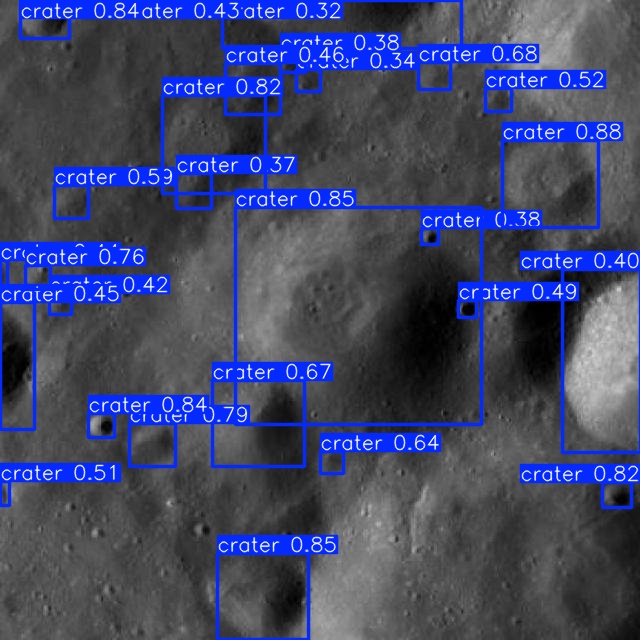 crater 0.84
ater 0.43
ater 0.32
crater 0.38
crater 0.46
0.34
crater 0.68
crater 0.52
crater 0.82
crater 0.88
crater 0.37
crater 0.59
crater 0.85
crater 0.38
crater 0.76
crater 0.40
0.42
crater 0.45
crater 0.49
crater 0.67
crater 0.84
crater 0.79
crater 0.64
crater 0.51
crater 0.82
crater 0.85